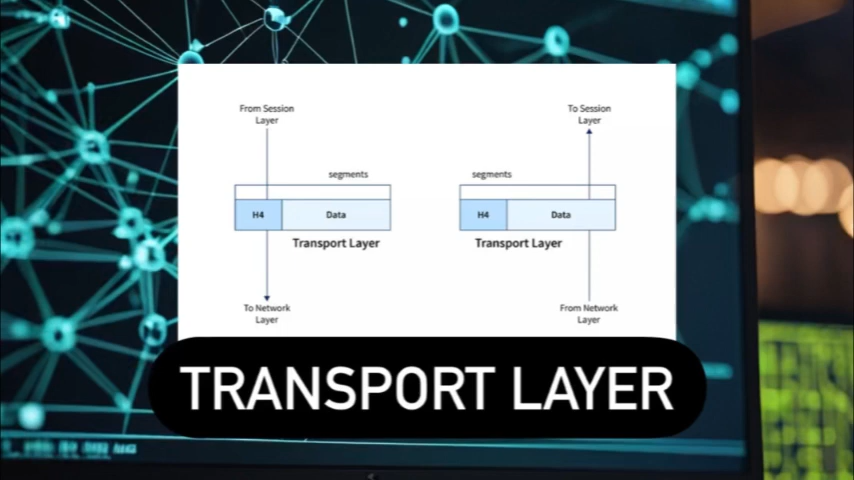 From Session
Layer
To Session
Layer
segments
segments
H4
Data
H4
Data
Transport Layer
Transport Layer
To Network
Layer
From Network
Layer
TRANSPORT LAYER